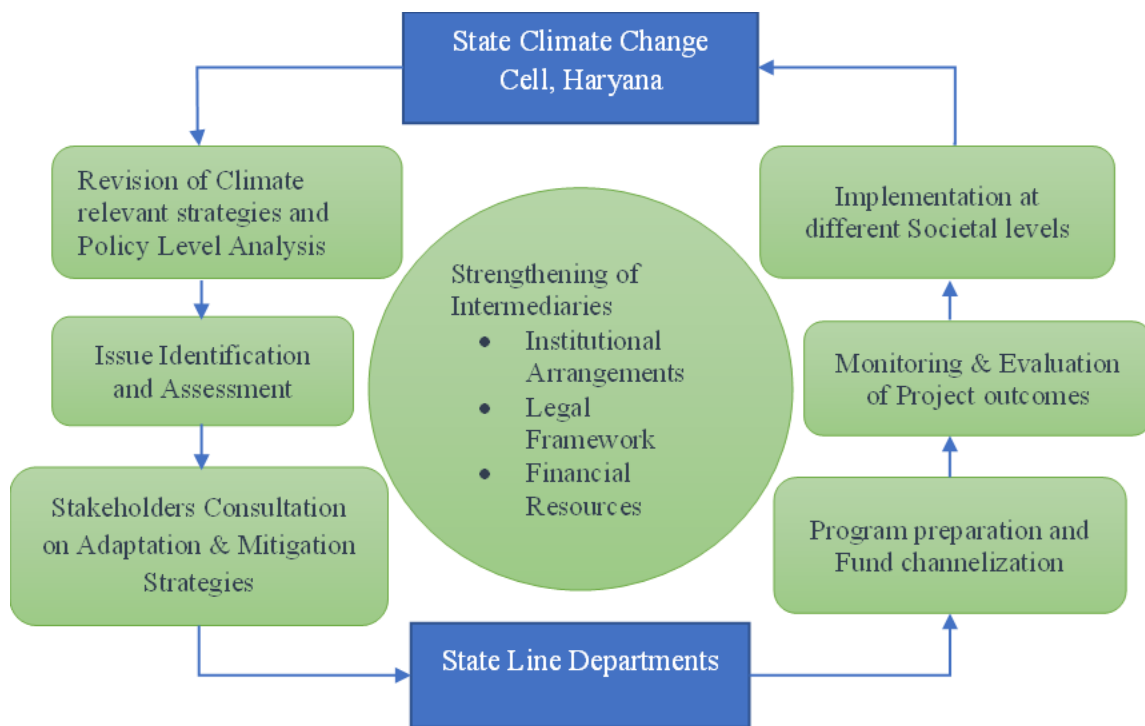 State Climate Change
Cell, Haryana
Revision of Climate
relevant strategies and
Policy Level Analysis
Issue Identification
and Assessment
Stakeholders Consultation
on Adaptation & Mitigation
Strategies
Strengthening of
Intermediaries
• Institutional
Arrangements
• Legal
Framework
• Financial
Resources
State Line Departments
Program preparation and
Fund channelization
Monitoring & Evaluation
of Project outcomes
Implementation at
different Societal levels